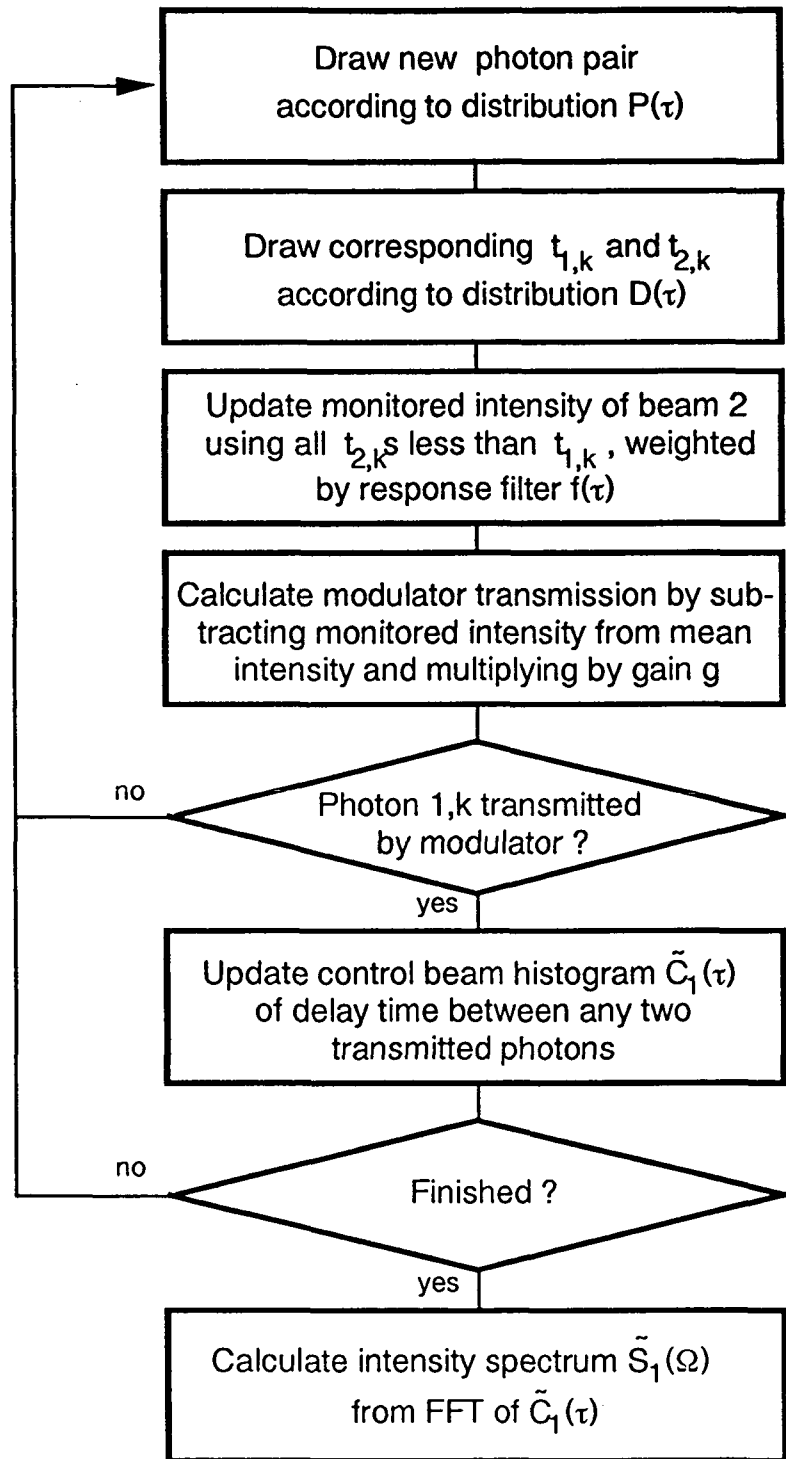 Draw new photon pair
according to distribution P(τ)
Draw corresponding t₁,ₖ and t₂,ₖ
according to distribution D(τ)
Update monitored intensity of beam 2
using all t₂,ₖs less than t₁,ₖ , weighted
by response filter f(τ)
Calculate modulator transmission by sub-
tracting monitored intensity from mean
intensity and multiplying by gain g
no
Photon 1,k transmitted
by modulator ?
yes
Update control beam histogram C̃₁(τ)
of delay time between any two
transmitted photons
no
Finished ?
yes
Calculate intensity spectrum S̃₁(Ω)
from FFT of C̃₁(τ)